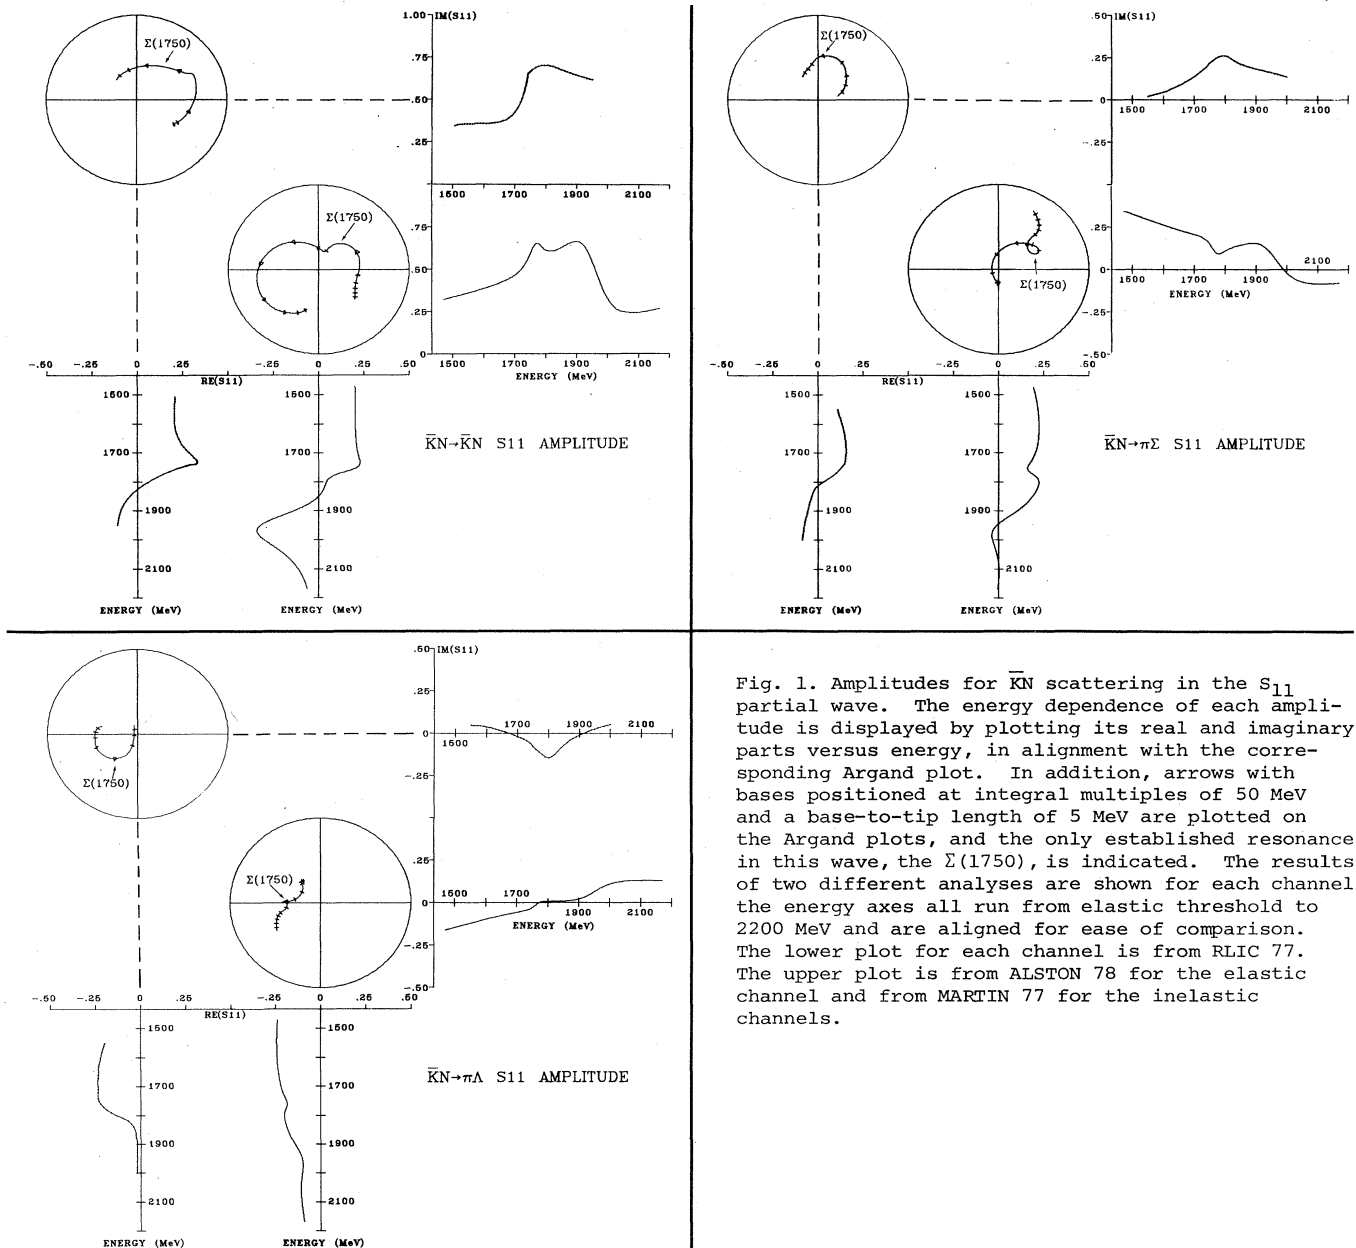 Σ(1750)
1.00
IM(S11)
.75
.50
.25
1500 1700 1900 2100
Σ(1750)
.50
.25
0
1500 1700 1900 2100
ENERGY (MeV)
-.50 -.25 0 .25 -.50 -.25 0 .25 .50
RE(S11)
1500 1500
1700 1700
1900 1900
2100 2100
ENERGY (MeV) ENERGY (MeV)
K̅N→K̅N S11 AMPLITUDE
Σ(1750)
.50
IM(S11)
.25
0
1500 1700 1900 2100
-.25
Σ(1750)
.25
0
1500 1700 1900 2100
ENERGY (MeV)
-.25
-.50
-.50 -.25 0 .25 -.50 -.25 0 .25 .50
RE(S11)
1500 1500
1700 1700
1900 1900
2100 2100
ENERGY (MeV) ENERGY (MeV)
K̅N→πΣ S11 AMPLITUDE
Σ(1750)
.50
IM(S11)
.25
0
1500 1700 1900 2100
-.25
Σ(1750)
.25
0
1500 1700 1900 2100
ENERGY (MeV)
-.25
-.50
-.50 -.25 0 .25 -.50 -.25 0 .25 .50
RE(S11)
1500 1500
1700 1700
1900 1900
2100 2100
ENERGY (MeV) ENERGY (MeV)
K̅N→πΛ S11 AMPLITUDE
Fig. 1. Amplitudes for K̅N scattering in the S11
partial wave. The energy dependence of each ampli-
tude is displayed by plotting its real and imaginary
parts versus energy, in alignment with the corre-
sponding Argand plot. In addition, arrows with
bases positioned at integral multiples of 50 MeV
and a base-to-tip length of 5 MeV are plotted on
the Argand plots, and the only established resonance
in this wave, the Σ(1750), is indicated. The results
of two different analyses are shown for each channel
the energy axes all run from elastic threshold to
2200 MeV and are aligned for ease of comparison.
The lower plot for each channel is from RLIC 77.
The upper plot is from ALSTON 78 for the elastic
channel and from MARTIN 77 for the inelastic
channels.